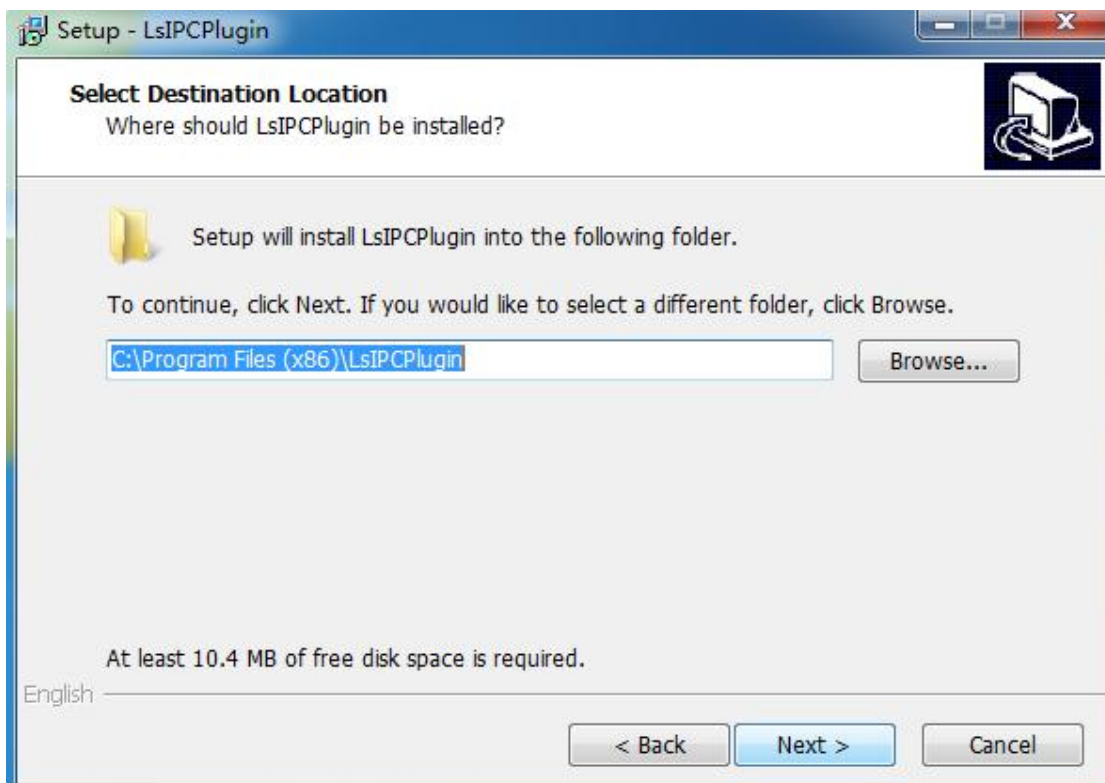 Setup - LsIPCPlugin
Select Destination Location
Where should LsIPCPlugin be installed?
Setup will install LsIPCPlugin into the following folder.
To continue, click Next. If you would like to select a different folder, click Browse.
C:\Program Files (x86)\LsIPCPlugin
Browse...
At least 10.4 MB of free disk space is required.
English
< Back
Next >
Cancel